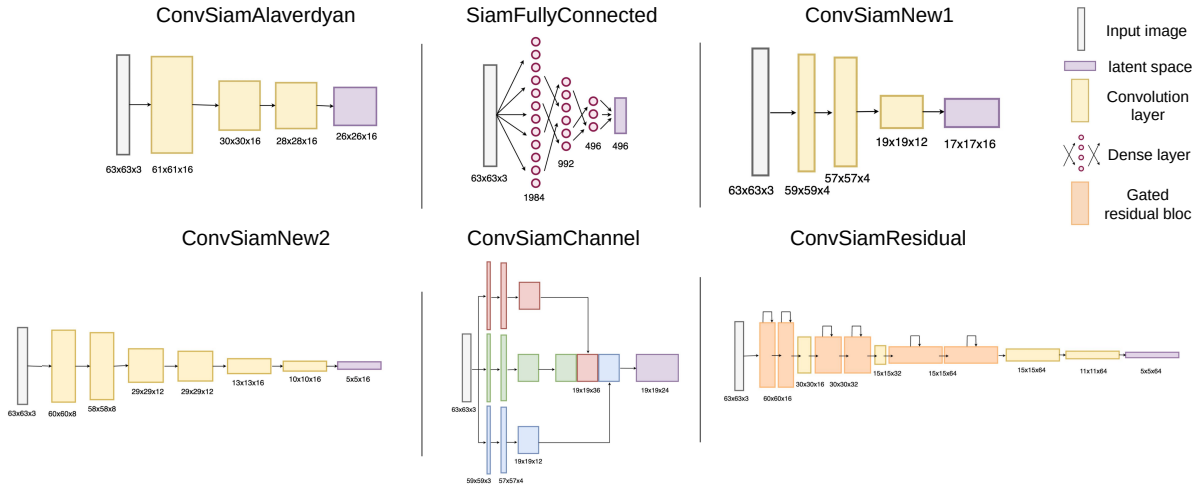 ConvSiamAlaverdyan
63x63x3
61x61x16
30x30x16
28x28x16
26x26x16
SiamFullyConnected
63x63x3
1984
992
496
496
ConvSiamNew1
63x63x3
59x59x4
57x57x4
19x19x12
17x17x16
Input image
latent space
Convolution
layer
Dense layer
Gated
residual bloc
ConvSiamNew2
63x63x3
60x60x8
58x58x8
29x29x12
29x29x12
13x13x16
10x10x16
5x5x16
ConvSiamChannel
63x63x3
59x59x3
57x57x4
19x19x12
19x19x36
19x19x24
ConvSiamResidual
63x63x3
60x60x16
30x30x16
30x30x32
15x15x32
15x15x64
15x15x64
11x11x64
5x5x64